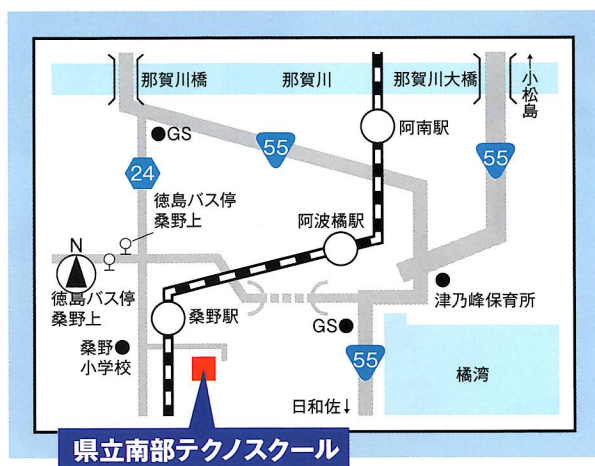 那賀川橋
那賀川
那賀川大橋
↑小松島
GS
阿南駅
55
55
24
徳島バス停
桑野上
阿波橘駅
N
徳島バス停
桑野上
桑野駅
津乃峰保育所
GS
桑野
小学校
55
橘湾
日和佐↓
県立南部テクノスクール